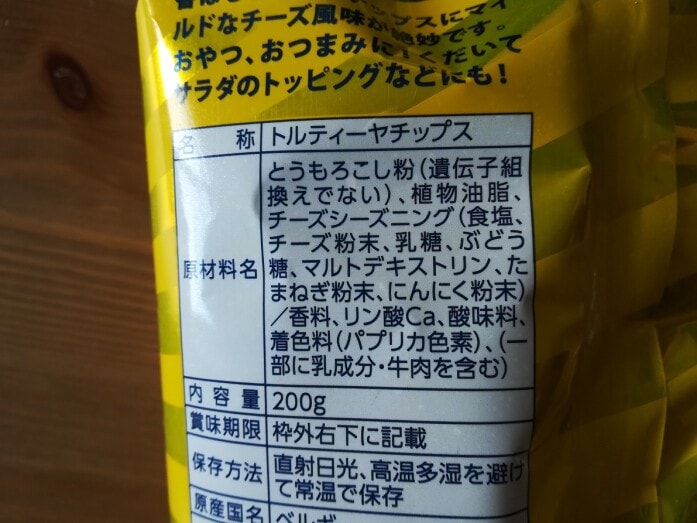 ルドなチーズ風味が絶妙です。
おやつ、おつまみに!くだいて
サラダのトッピングなどにも!
名 称 トルティーヤチップス
原材料名 とうもろこし粉(遺伝子組
換えでない)、植物油脂、
チーズシーズニング(食塩、
チーズ粉末、乳糖、ぶどう
糖、マルトデキストリン、た
まねぎ粉末、にんにく粉末)
/香料、リン酸Ca、酸味料、
着色料(パプリカ色素)、(一
部に乳成分・牛肉を含む)
内容量 200g
賞味期限 枠外右下に記載
保存方法 直射日光、高温多湿を避け
て常温で保存
原産国名 ベルギ